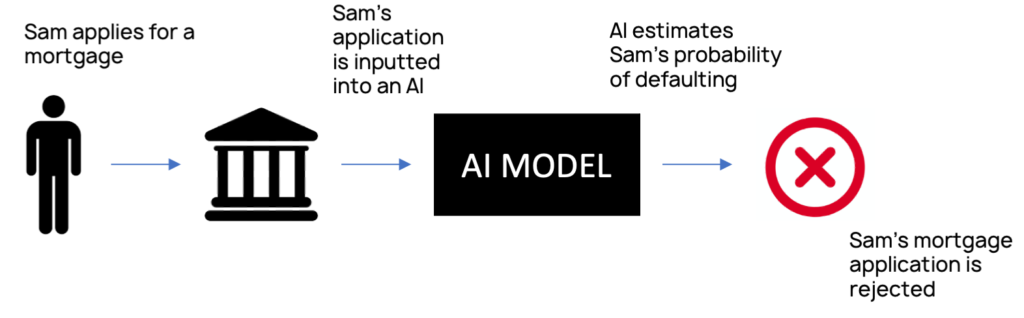 Sam applies for a
mortgage
Sam's
application
is inputted
into an AI
AI MODEL
AI estimates
Sam's probability
of defaulting
Sam's mortgage
application is
rejected